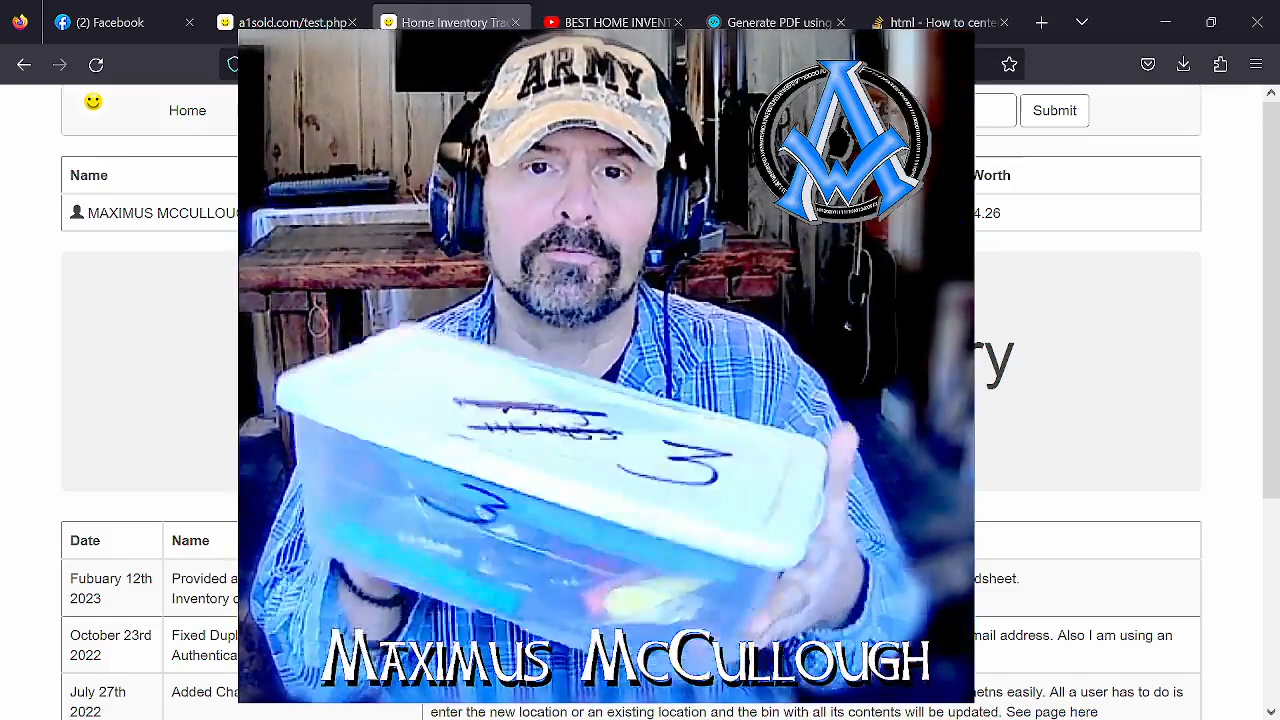 (2) Facebook
a1sold.com/test.php
Home Inventory Tra
BEST HOME INVENT
Generate PDF using
html - How to cente
Home
Submit
Name
Worth
MAXIMUS MCCULLOU
4.26
ry
ARMY
AW
3
3
Date
Name
Fubuary 12th
2023
Provided a
Inventory
dsheet.
October 23rd
2022
Fixed Dupl
Authentica
mail address. Also I am using an
27th
2022
Added Cha
metns easily. All a user has to do is
enter the new location or an existing location and the bin with all its contents will be updated. See page here
MAXIMUS MCCULLOUGH